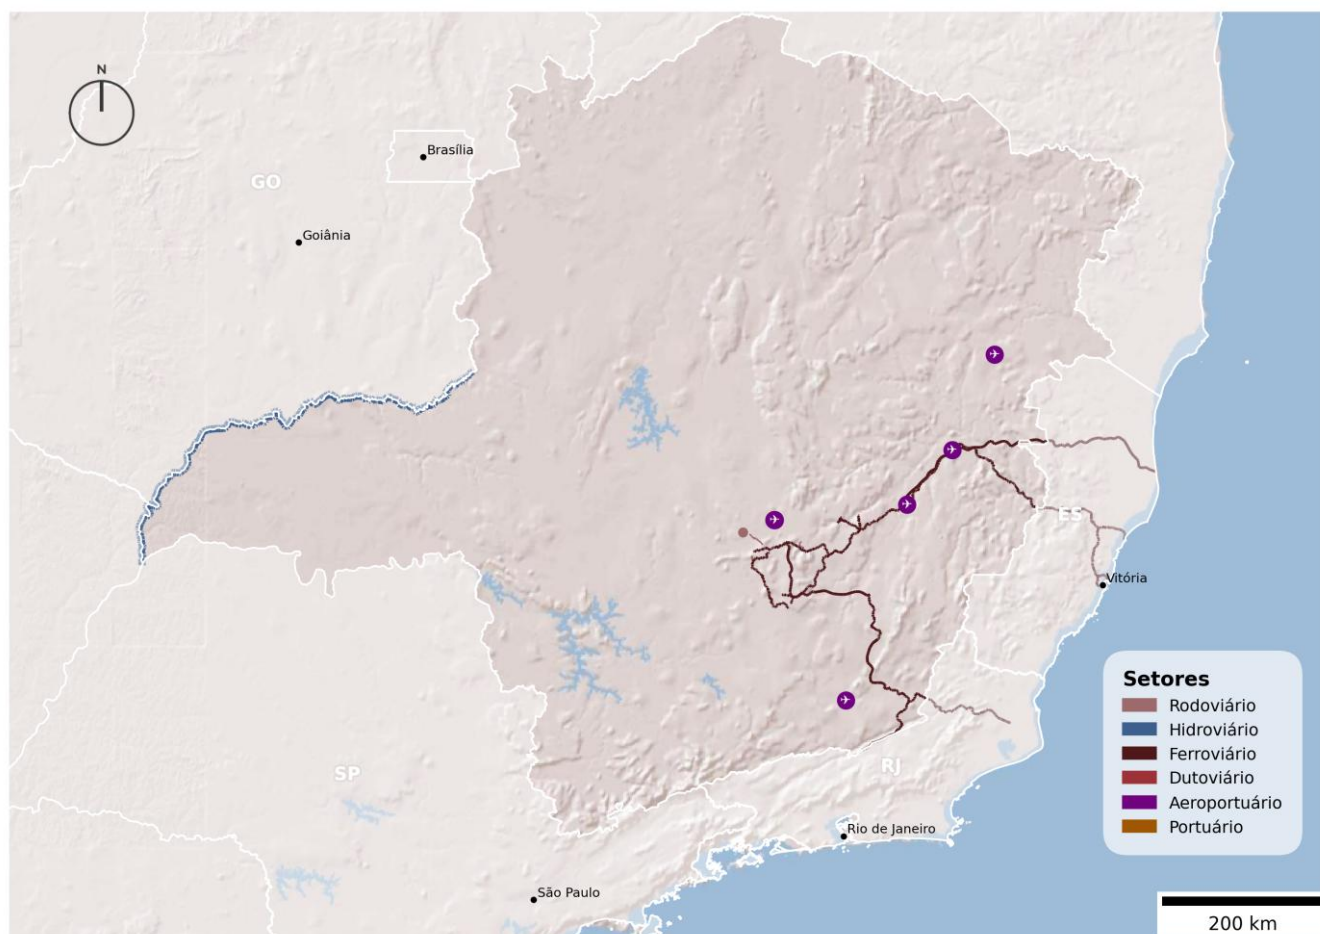 N
Brasília
GO
Goiânia
ES
Vitória
Setores
Rodoviário
Hidroviário
Ferroviário
Dutoviário
Aeroportuário
Portuário
SP
RJ
Rio de Janeiro
São Paulo
200 km